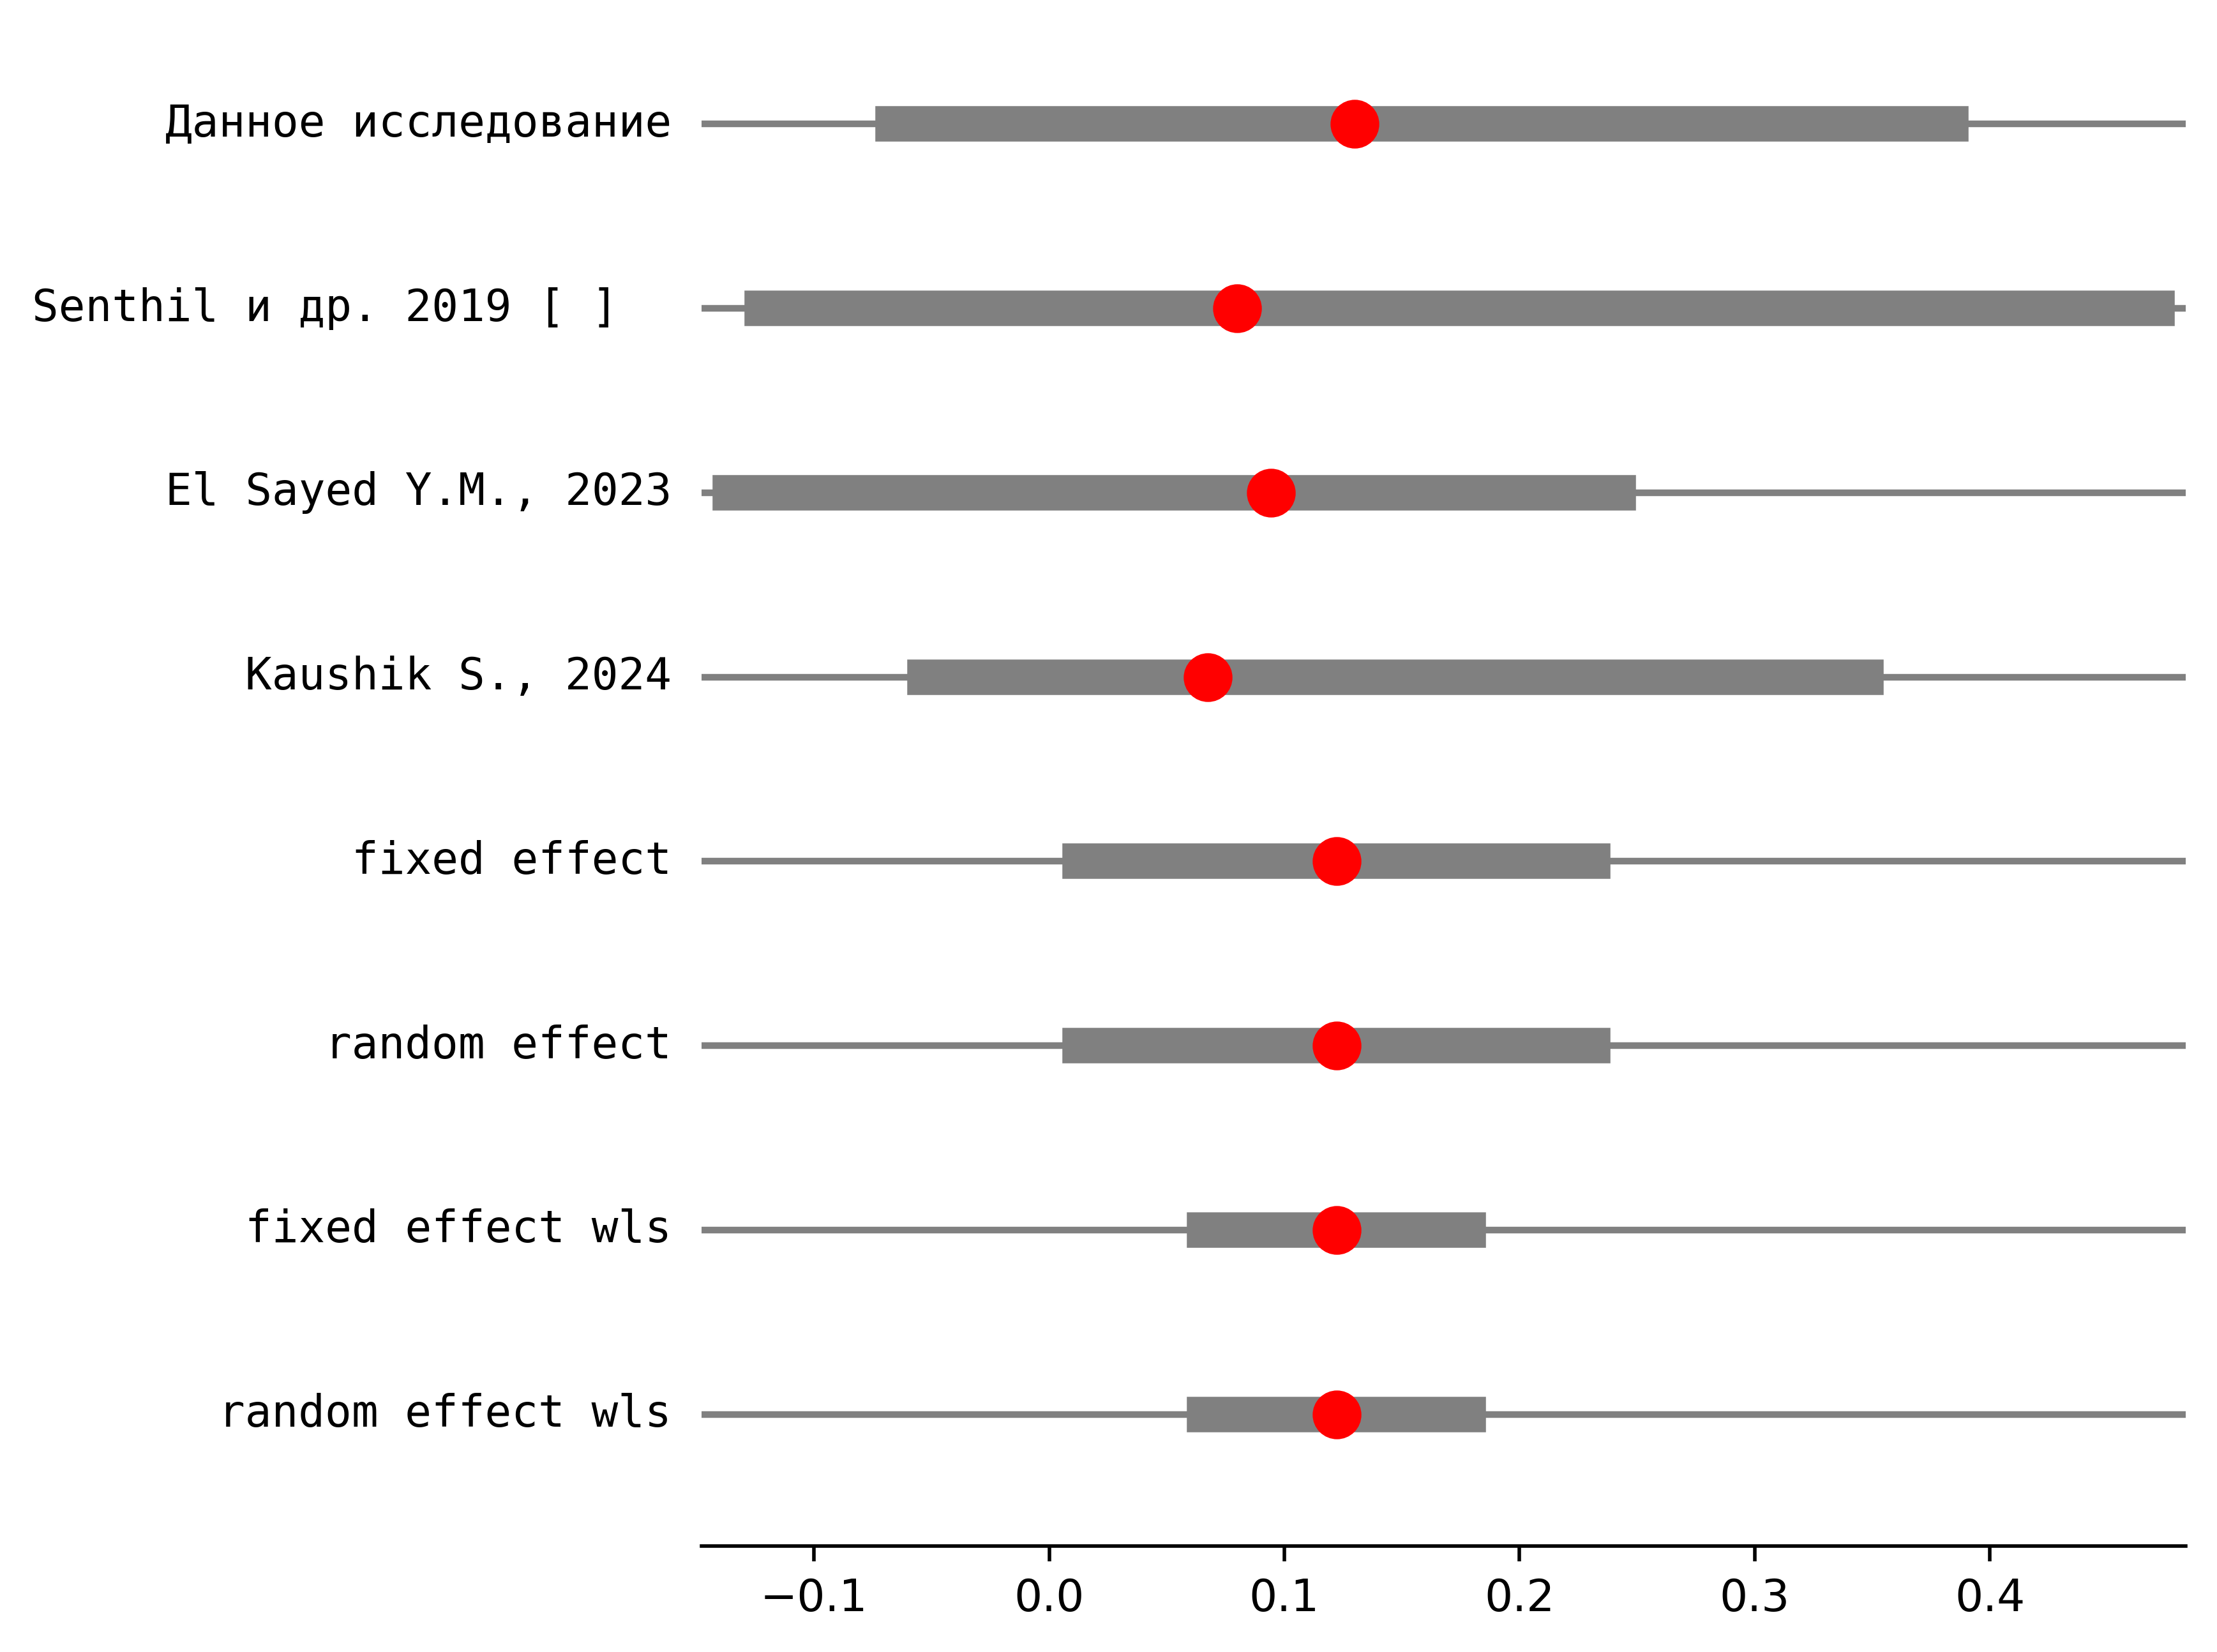 Данное исследование
Senthil и др. 2019 [ ]
El Sayed Y.M., 2023
Kaushik S., 2024
fixed effect
random effect
fixed effect wls
random effect wls
−0.1 0.0 0.1 0.2 0.3 0.4